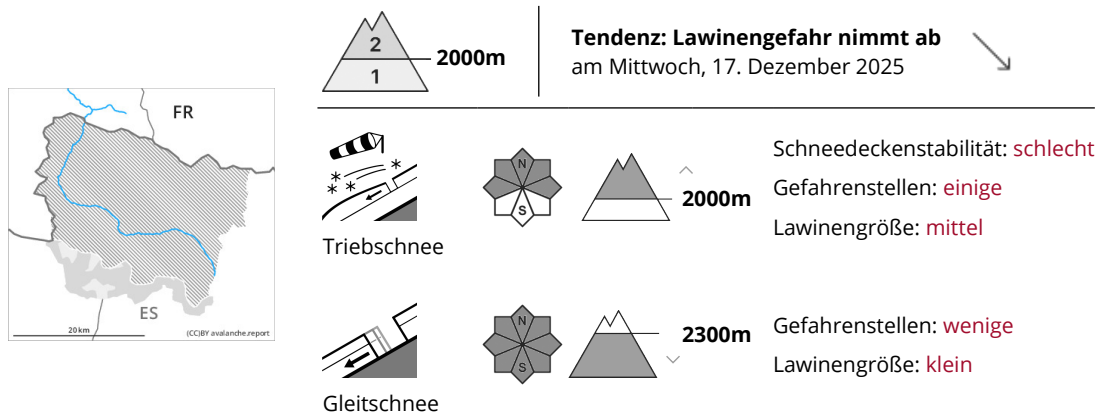 2
1
2000m
Tendenz: Lawinengefahr nimmt ab
am Mittwoch, 17. Dezember 2025
FR
ES
20 km
(CC)BY avalanche.report
Triebschnee
N
S
2000m
Schneedeckenstabilität: schlecht
Gefahrenstellen: einige
Lawinengröße: mittel
Gleitschnee
N
S
2300m
Gefahrenstellen: wenige
Lawinengröße: klein